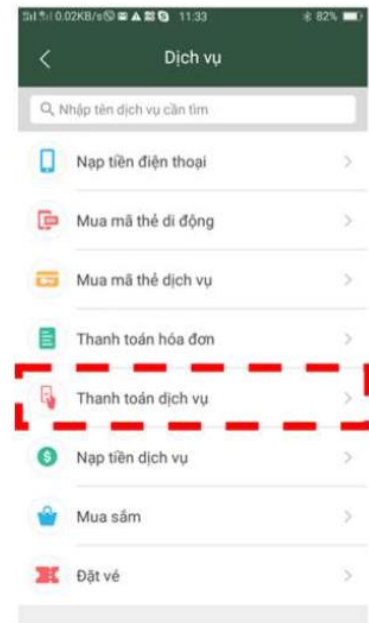 0.02KB/s 11:33 82%
Dịch vụ
Nhập tên dịch vụ cần tìm
Nạp tiền điện thoại
Mua mã thẻ di động
Mua mã thẻ dịch vụ
Thanh toán hóa đơn
Thanh toán dịch vụ
Nạp tiền dịch vụ
Mua sắm
Đặt vé